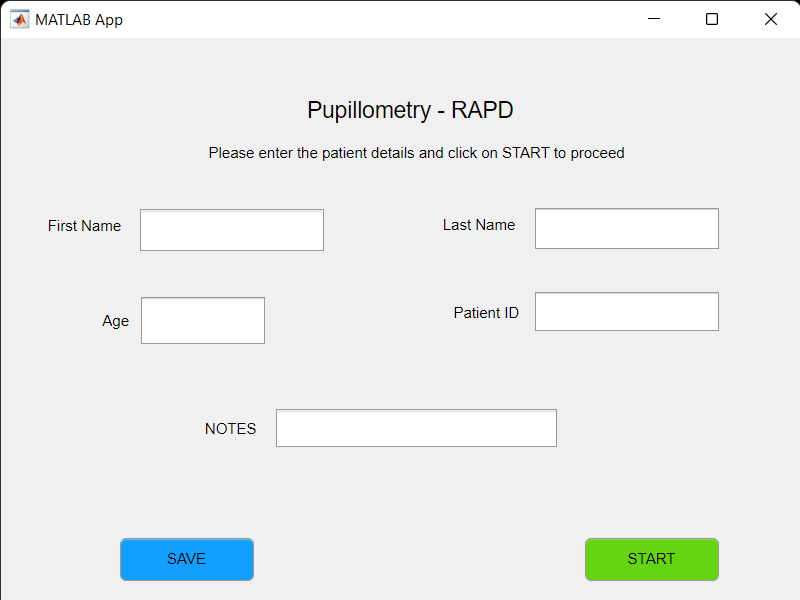 MATLAB App
Pupillometry - RAPD
Please enter the patient details and click on START to proceed
First Name
Last Name
Age
Patient ID
NOTES
SAVE
START